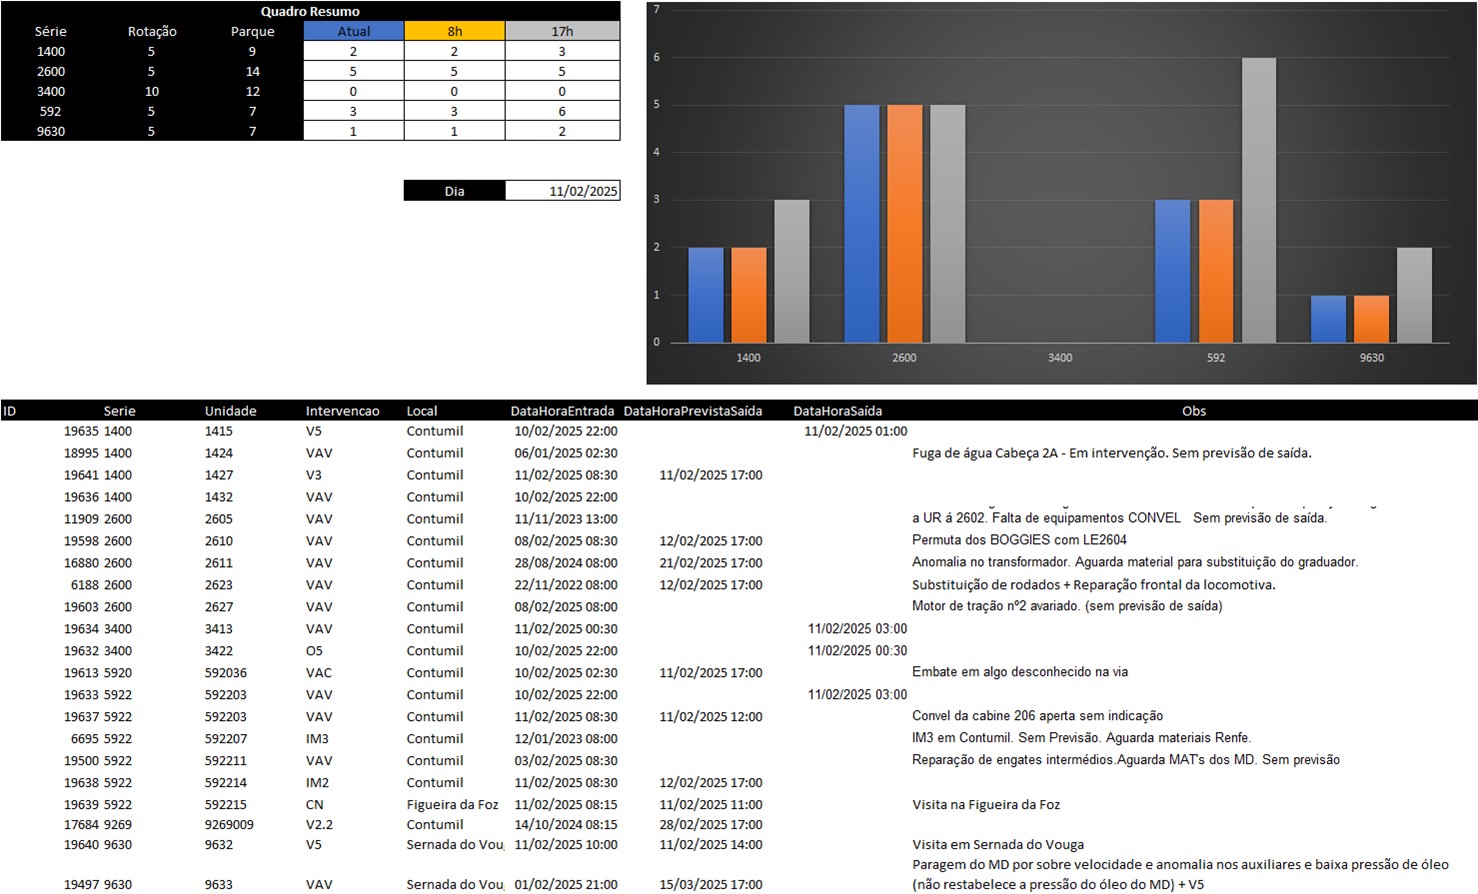 Quadro Resumo
Série Rotação Parque Atual 8h 17h
1400 5 9 2 2 3
2600 5 14 5 5 5
3400 10 12 0 0 0
592 5 7 3 3 6
9630 5 7 1 1 2
Dia 11/02/2025
7
6
5
4
3
2
1
0
1400 2600 3400 592 9630
ID Serie Unidade Intervencao Local DataHoraEntrada DataHoraPrevistaSaída DataHoraSaída Obs
19635 1400 1415 V5 Contumil 10/02/2025 22:00 11/02/2025 01:00
18995 1400 1424 VAV Contumil 06/01/2025 02:30 Fuga de água Cabeça 2A - Em intervenção. Sem previsão de saída.
19641 1400 1427 V3 Contumil 11/02/2025 08:30 11/02/2025 17:00
19636 1400 1432 VAV Contumil 10/02/2025 22:00
11909 2600 2605 VAV Contumil 11/11/2023 13:00 a UR á 2602. Falta de equipamentos CONVEL Sem previsão de saída.
19598 2600 2610 VAV Contumil 08/02/2025 08:30 12/02/2025 17:00 Permuta dos BOGGIES com LE2604
16880 2600 2611 VAV Contumil 28/08/2024 08:00 21/02/2025 17:00 Anomalia no transformador. Aguarda material para substituição do graduador.
6188 2600 2623 VAV Contumil 22/11/2022 08:00 12/02/2025 17:00 Substituição de rodados + Reparação frontal da locomotiva.
19603 2600 2627 VAV Contumil 08/02/2025 08:00 Motor de tração nº2 avariado. (sem previsão de saída)
19634 3400 3413 VAV Contumil 11/02/2025 00:30 11/02/2025 03:00
19632 3400 3422 O5 Contumil 10/02/2025 22:00 11/02/2025 00:30
19613 5920 592036 VAC Contumil 10/02/2025 02:30 11/02/2025 17:00 Embate em algo desconhecido na via
19633 5922 592203 VAV Contumil 10/02/2025 22:00 11/02/2025 03:00
19637 5922 592203 VAV Contumil 11/02/2025 08:30 11/02/2025 12:00 Convel da cabine 206 aperta sem indicação
6695 5922 592207 IM3 Contumil 12/01/2023 08:00 IM3 em Contumil. Sem Previsão. Aguarda materiais Renfe.
19500 5922 592211 VAV Contumil 03/02/2025 08:30 Reparação de engates intermédios.Aguarda MAT's dos MD. Sem previsão
19638 5922 592214 IM2 Contumil 11/02/2025 08:30 12/02/2025 17:00
19639 5922 592215 CN Figueira da Foz 11/02/2025 08:15 11/02/2025 11:00 Visita na Figueira da Foz
17684 9269 9269009 V2.2 Contumil 14/10/2024 08:15 28/02/2025 17:00
19640 9630 9632 V5 Sernada do Vou 11/02/2025 10:00 11/02/2025 14:00 Visita em Sernada do Vouga
Paragem do MD por sobre velocidade e anomalia nos auxiliares e baixa pressão de óleo
19497 9630 9633 VAV Sernada do Vou 01/02/2025 21:00 15/03/2025 17:00 (não restabelece a pressão do óleo do MD) + V5